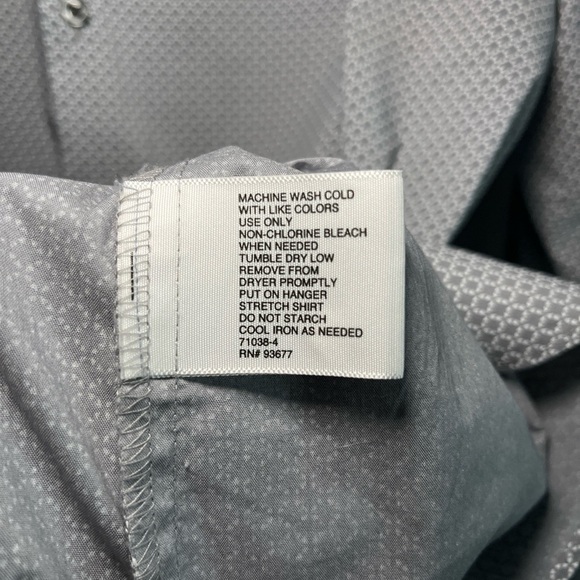 MACHINE WASH COLD
WITH LIKE COLORS
USE ONLY
NON-CHLORINE BLEACH
WHEN NEEDED
TUMBLE DRY LOW
REMOVE FROM
DRYER PROMPTLY
PUT ON HANGER
STRETCH SHIRT
DO NOT STARCH
COOL IRON AS NEEDED
71038-4
RN# 93677